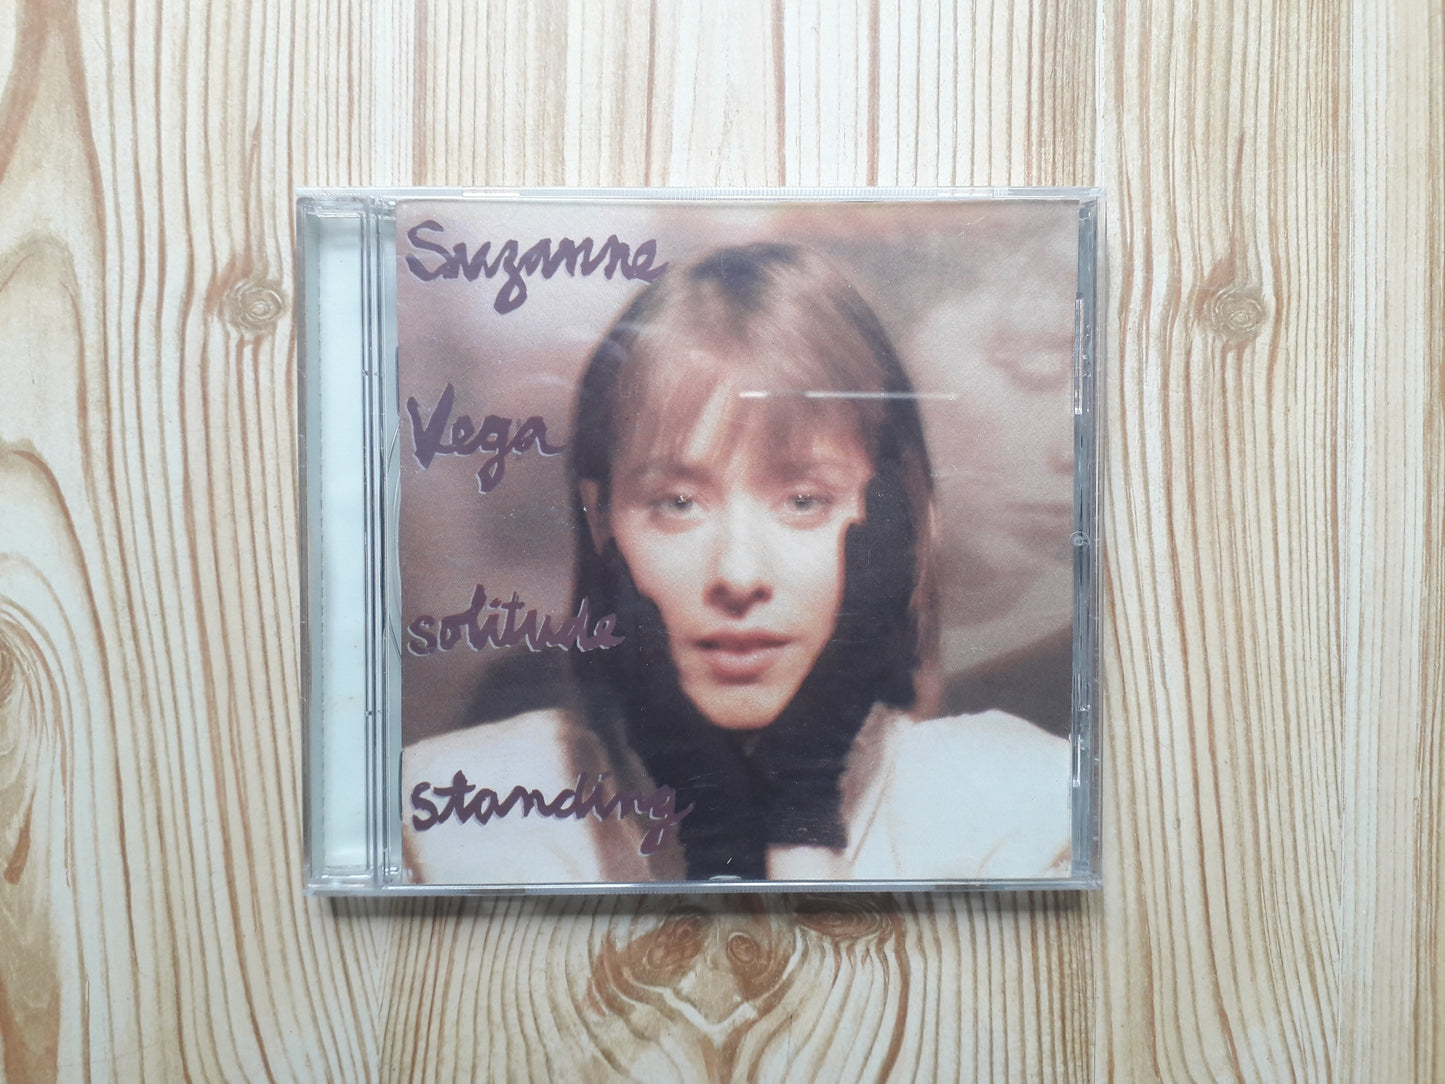 Suzanne
Vega
solitude
standing